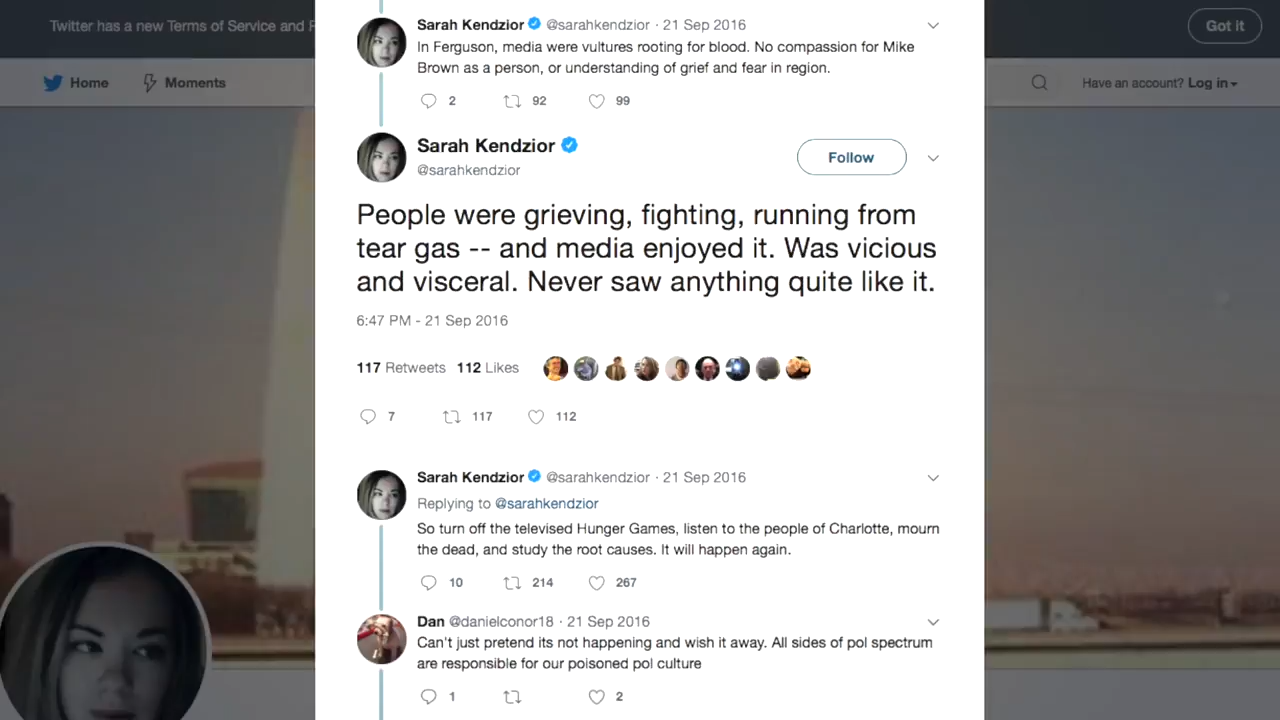 Twitter has a new Terms of Service and P
Got it
Home
Moments
Have an account? Log in
Sarah Kendzior @sarahkendzior · 21 Sep 2016
In Ferguson, media were vultures rooting for blood. No compassion for Mike
Brown as a person, or understanding of grief and fear in region.
2 92 99
Sarah Kendzior
@sarahkendzior
Follow
People were grieving, fighting, running from
tear gas -- and media enjoyed it. Was vicious
and visceral. Never saw anything quite like it.
6:47 PM - 21 Sep 2016
117 Retweets 112 Likes
7 117 112
Sarah Kendzior @sarahkendzior · 21 Sep 2016
Replying to @sarahkendzior
So turn off the televised Hunger Games, listen to the people of Charlotte, mourn
the dead, and study the root causes. It will happen again.
10 214 267
Dan @danielconor18 · 21 Sep 2016
Can't just pretend its not happening and wish it away. All sides of pol spectrum
are responsible for our poisoned pol culture
1 2